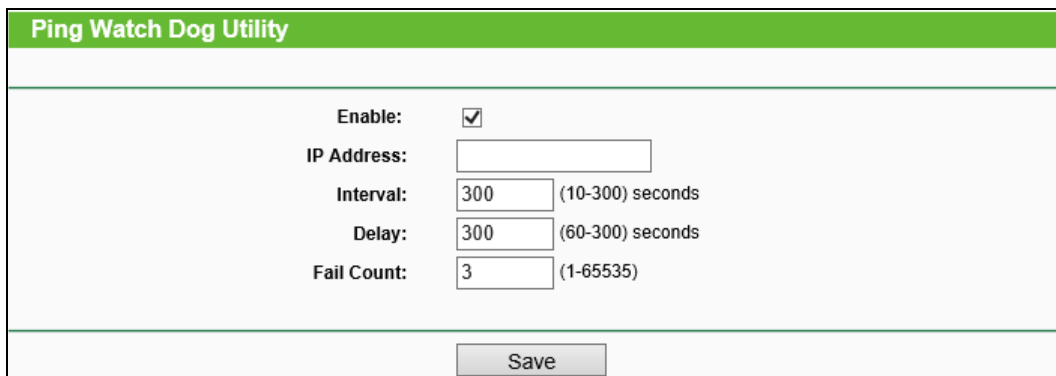 Ping Watch Dog Utility
Enable:
IP Address:
Interval: 300 (10-300) seconds
Delay: 300 (60-300) seconds
Fail Count: 3 (1-65535)
Save